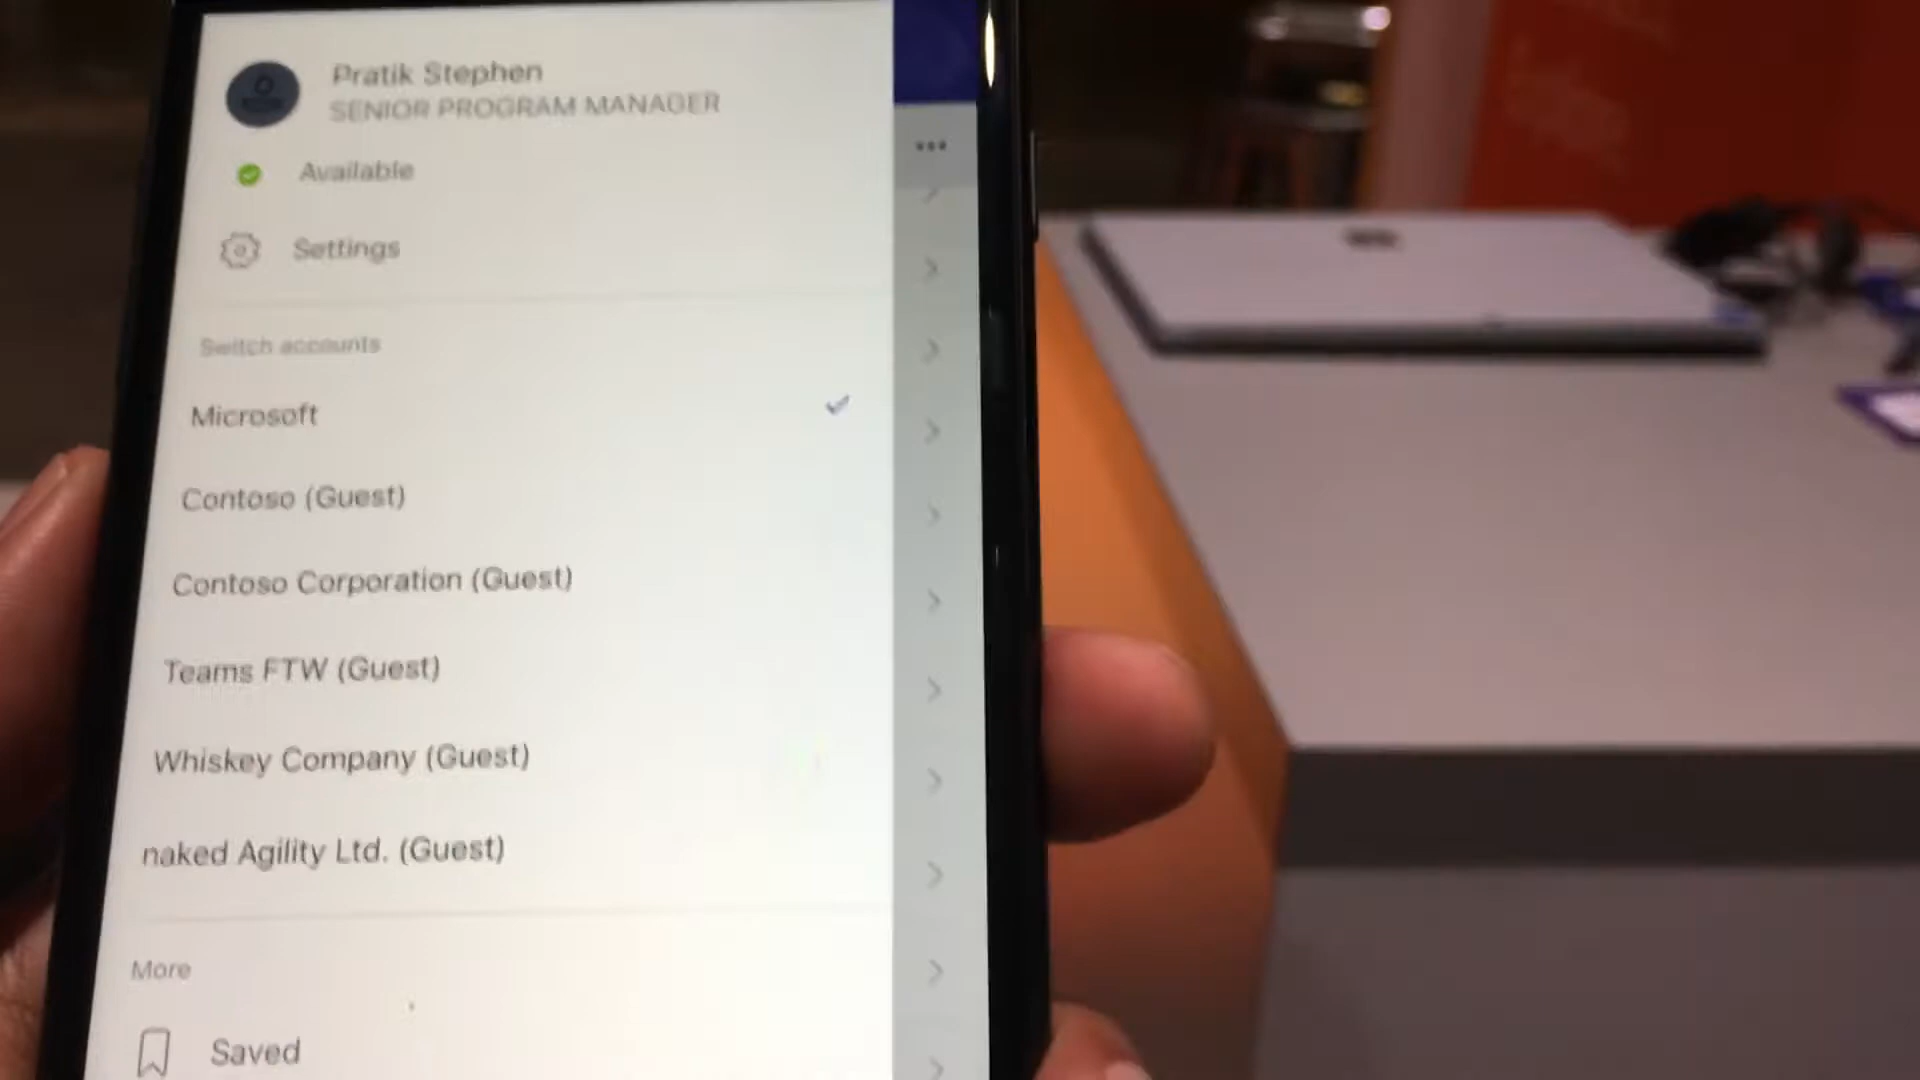 Pratik Stephen
SENIOR PROGRAM MANAGER
Available
Settings
Switch accounts
Microsoft
Contoso (Guest)
Contoso Corporation (Guest)
Teams FTW (Guest)
Whiskey Company (Guest)
naked Agility Ltd. (Guest)
More
Saved